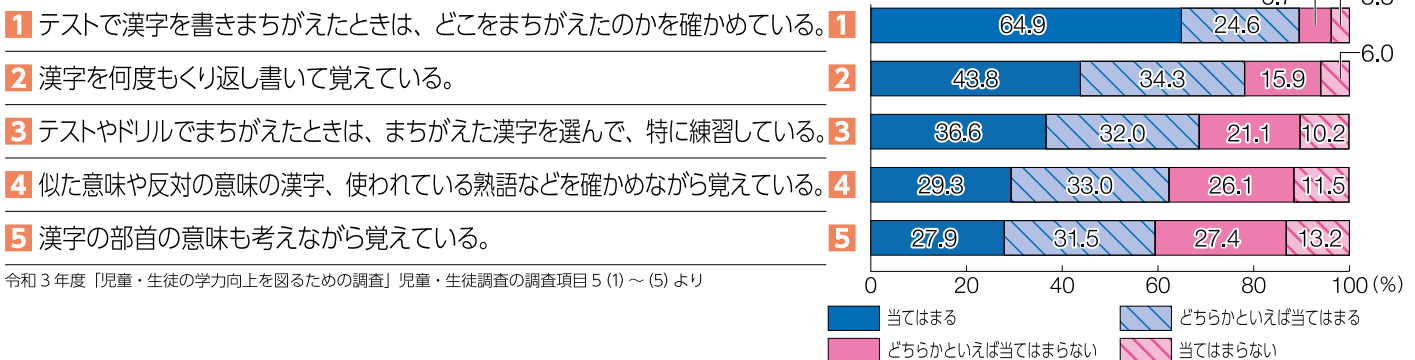 1 テストで漢字を書きまちがえたときは、どこをまちがえたのかを確かめている。
2 漢字を何度もくり返し書いて覚えている。
3 テストやドリルでまちがえたときは、まちがえた漢字を選んで、特に練習している。
4 似た意味や反対の意味の漢字、使われている熟語などを確かめながら覚えている。
5 漢字の部首の意味も考えながら覚えている。
令和3年度「児童・生徒の学力向上を図るための調査」児童・生徒調査の調査項目5(1)~(5)より
1 64.9 24.6
2 43.8 34.3 15.9 6.0
3 36.6 32.0 21.1 10.2
4 29.3 33.0 26.1 11.5
5 27.9 31.5 27.4 13.2
0 20 40 60 80 100(%)
当てはまる どちらかといえば当てはまる
どちらかといえば当てはまらない 当てはまらない